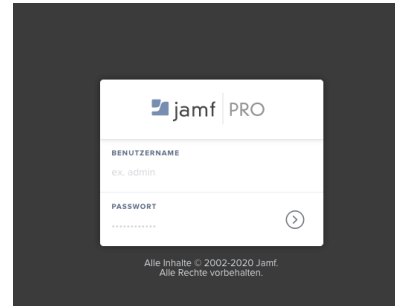 jamf PRO
BENUTZERNAME
ex. admin
PASSWORT
Alle Inhalte © 2002-2020 Jamf.
Alle Rechte vorbehalten.